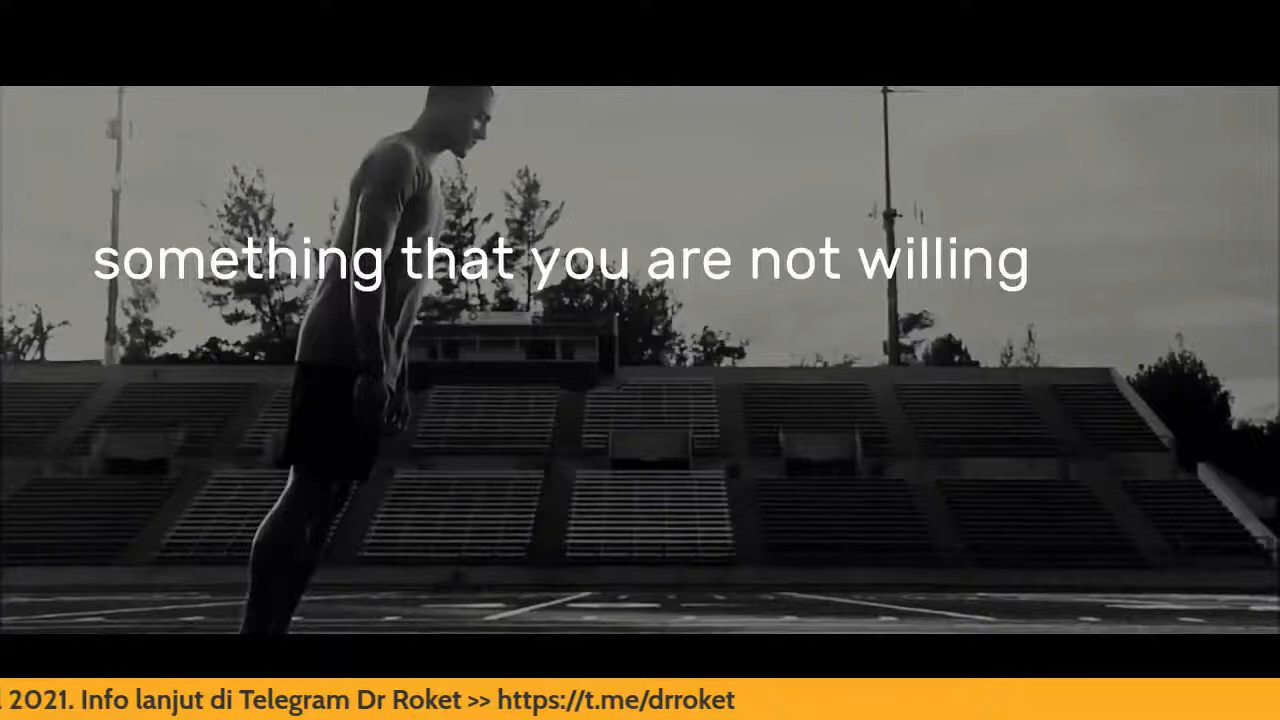 something that you are not willing
2021. Info lanjut di Telegram Dr Roket >> https://t.me/drroket